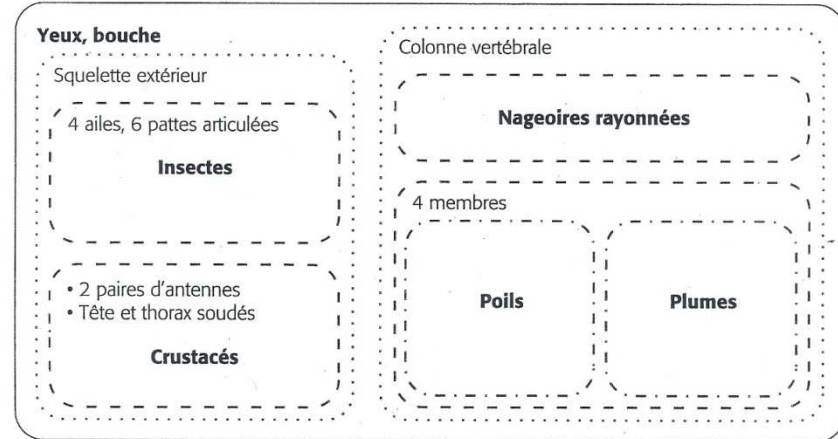 Yeux, bouche
Squelette extérieur
4 ailes, 6 pattes articulées
Insectes
• 2 paires d'antennes
• Tête et thorax soudés
Crustacés
Colonne vertébrale
Nageoires rayonnées
4 membres
Poils
Plumes